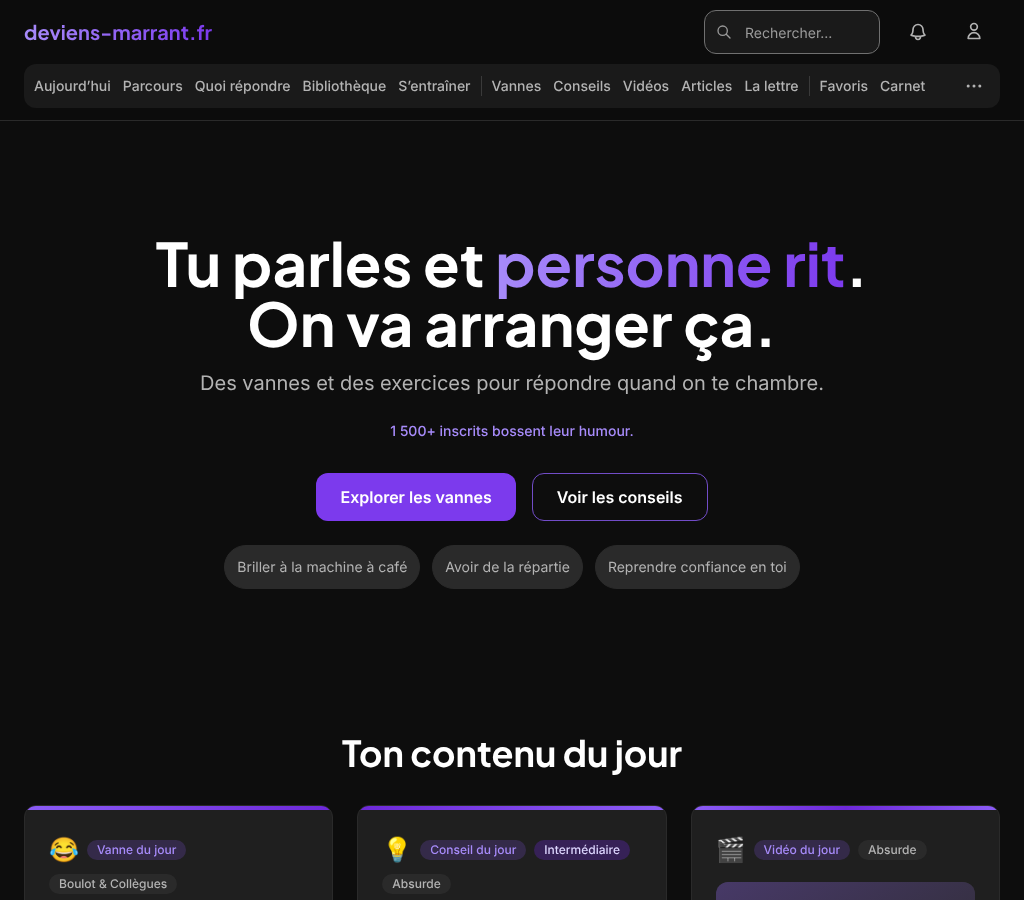 deviens-marrant.fr
Rechercher...
Aujourd’hui Parcours Quoi répondre Bibliothèque S’entraîner Vannes Conseils Vidéos Articles La lettre Favoris Carnet
Tu parles et personne rit.
On va arranger ça.
Des vannes et des exercices pour répondre quand on te chambre.
1 500+ inscrits bossent leur humour.
Explorer les vannes Voir les conseils
Briller à la machine à café Avoir de la répartie Reprendre confiance en toi
Ton contenu du jour
Vanne du jour Conseil du jour Intermédiaire Vidéo du jour Absurde
Boulot & Collègues Absurde